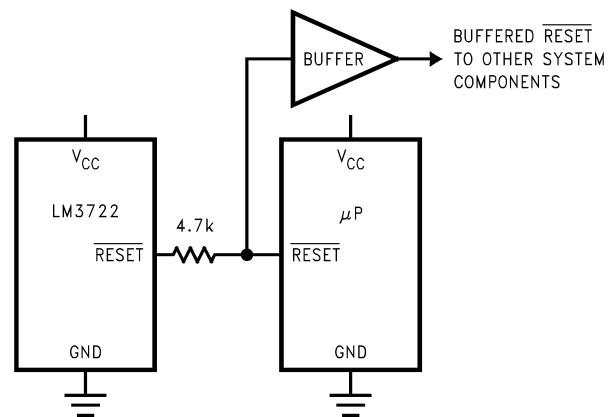 BUFFER
BUFFERED RESET
TO OTHER SYSTEM
COMPONENTS
VCC
LM3722
RESET
GND
4.7k
VCC
μP
RESET
GND